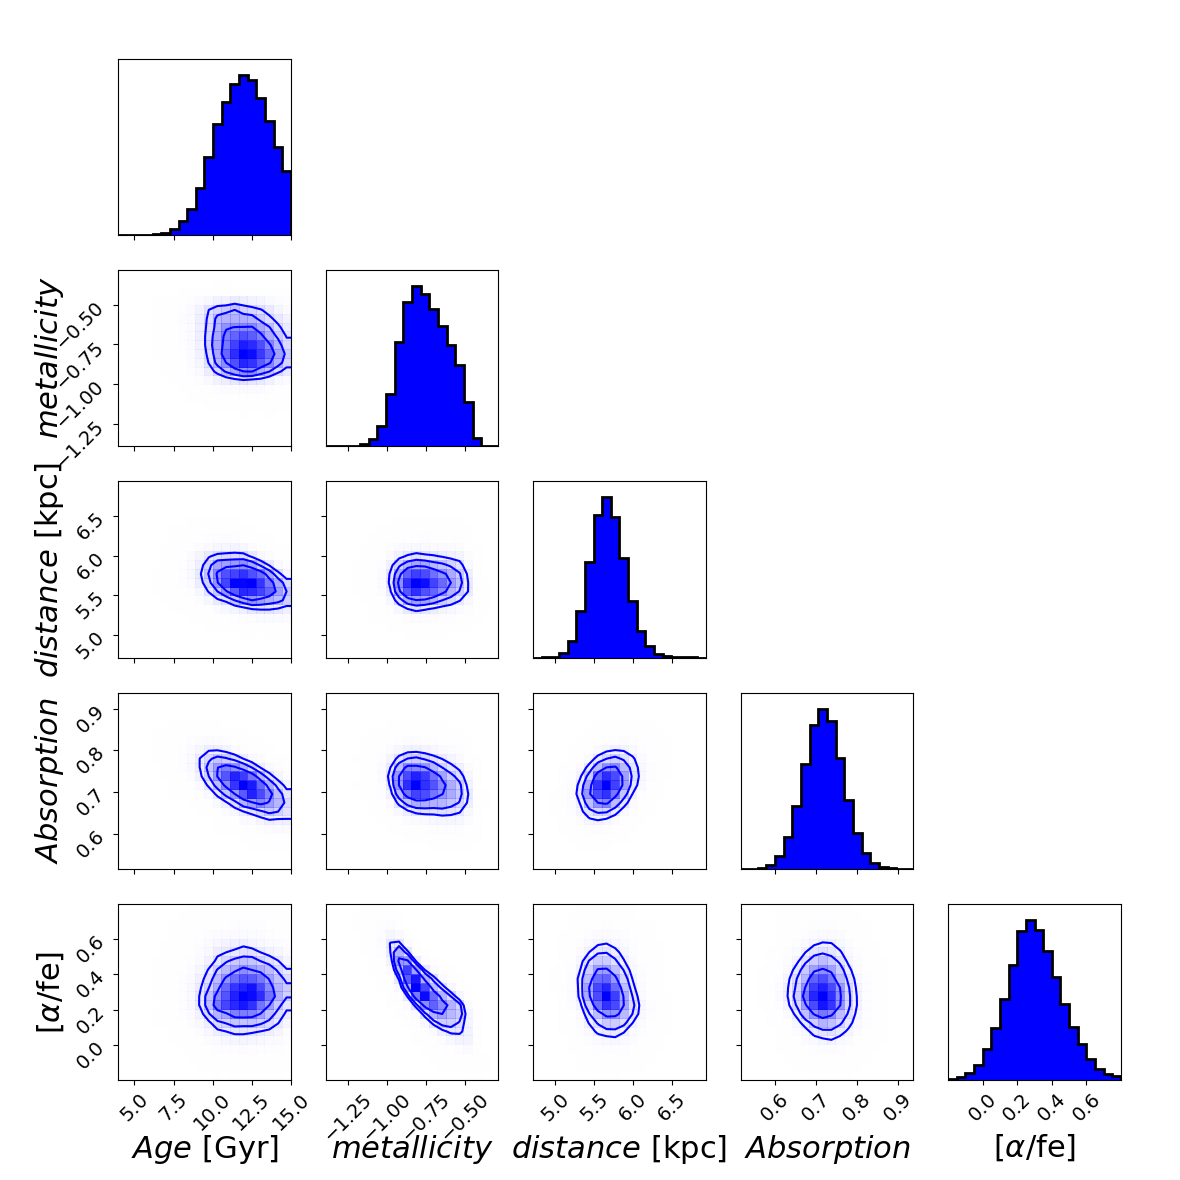 metallicity
−0.50
−0.75
−1.00
−1.25
distance [kpc]
6.5
6.0
5.5
5.0
Absorption
0.9
0.8
0.7
0.6
[α/fe]
0.6
0.4
0.2
0.0
5.0 7.5 10.0 12.5 15.0 −1.25 −1.00 −0.75 −0.50 5.0 5.5 6.0 6.5 0.6 0.7 0.8 0.9 0.0 0.2 0.4 0.6
Age [Gyr] metallicity distance [kpc] Absorption [α/fe]